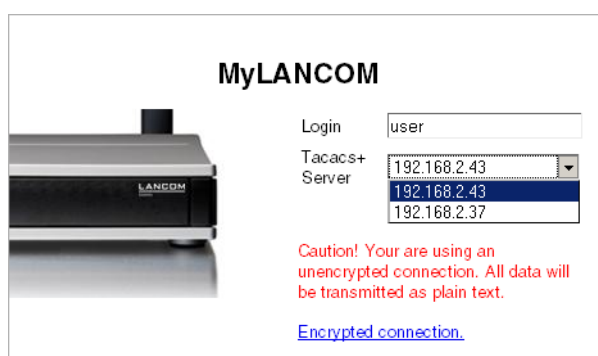 MyLANCOM
Login
user
Tacacs+
Server
192.168.2.43
192.168.2.43
192.168.2.37
LANCOM
Caution! Your are using an
unencrypted connection. All data will
be transmitted as plain text.
Encrypted connection.